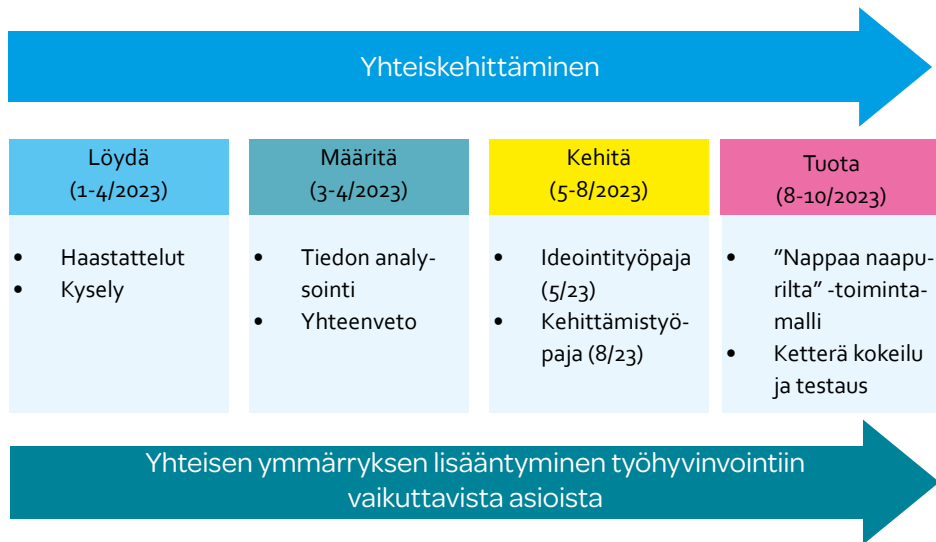 Yhteiskehittäminen
Löydä
(1-4/2023)
• Haastattelut
• Kysely
Määritä
(3-4/2023)
• Tiedon analy-
sointi
• Yhteenveto
Kehitä
(5-8/2023)
• Ideointityöpaja
(5/23)
• Kehittämistyö-
paja (8/23)
Tuota
(8-10/2023)
• ”Nappaa naapu-
rilta” -toiminta-
malli
• Ketterä kokeilu
ja testaus
Yhteisen ymmärryksen lisääntyminen työhyvinvointiin
vaikuttavista asioista